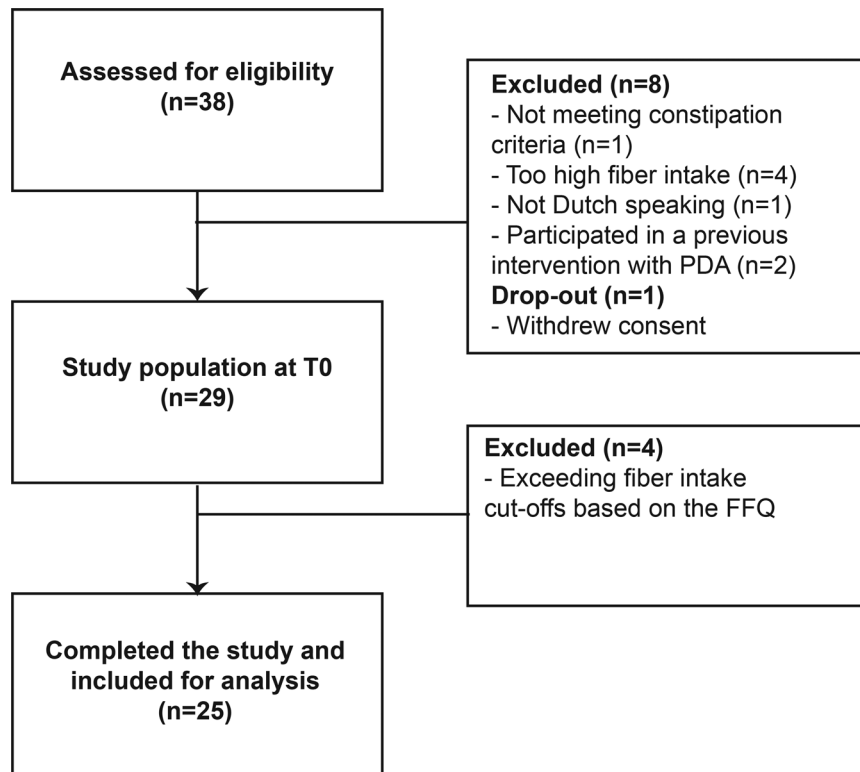 Assessed for eligibility
(n=38)
Excluded (n=8)
- Not meeting constipation
criteria (n=1)
- Too high fiber intake (n=4)
- Not Dutch speaking (n=1)
- Participated in a previous
intervention with PDA (n=2)
Drop-out (n=1)
- Withdrew consent
Study population at T0
(n=29)
Excluded (n=4)
- Exceeding fiber intake
cut-offs based on the FFQ
Completed the study and
included for analysis
(n=25)